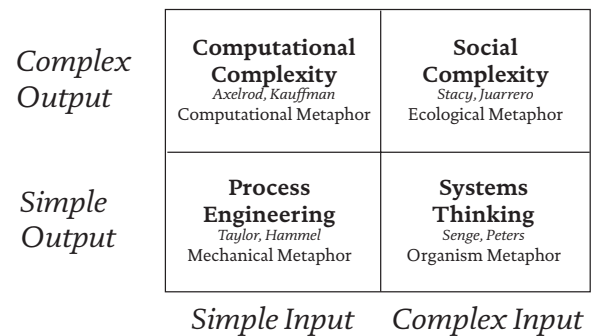 Complex
Output
Computational
Complexity
Axelrod, Kauffman
Computational Metaphor
Social
Complexity
Stacy, Juarrero
Ecological Metaphor
Simple
Output
Process
Engineering
Taylor, Hammel
Mechanical Metaphor
Systems
Thinking
Senge, Peters
Organism Metaphor
Simple Input
Complex Input